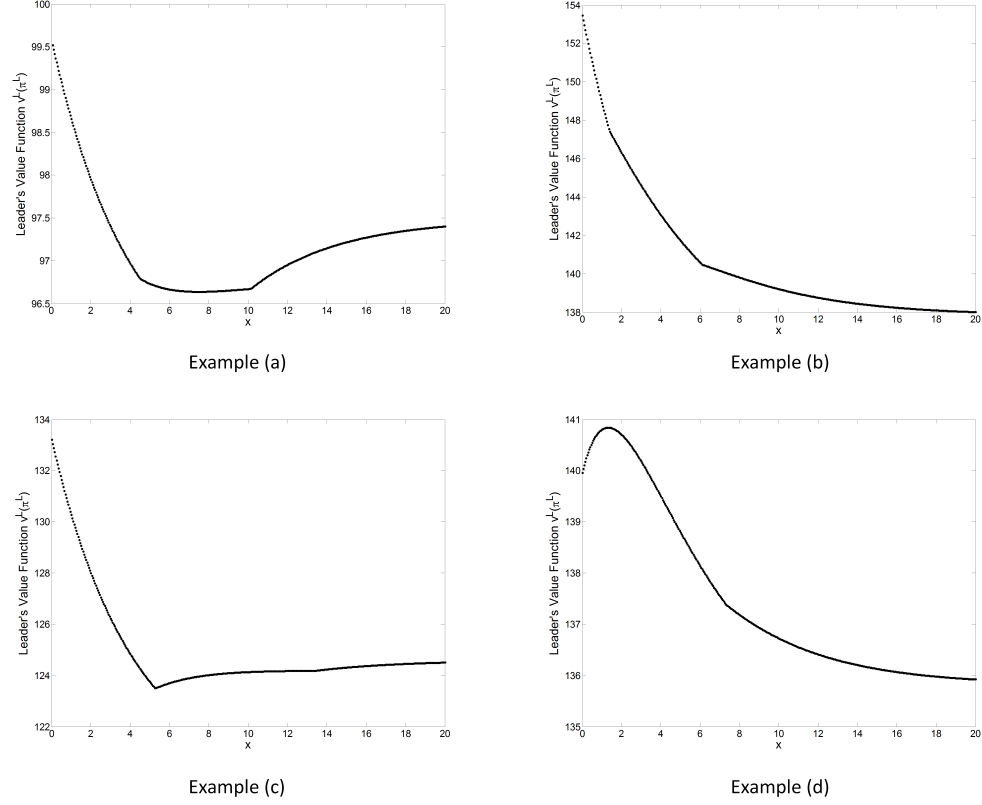 100
99.5
99
98.5
98
97.5
97
96.5
0 2 4 6 8 10 12 14 16 18 20
x
Leader's Value Function v^L(π^L)
Example (a)
154
152
150
148
146
144
142
140
138
0 2 4 6 8 10 12 14 16 18 20
x
Leader's Value Function v^L(π^L)
Example (b)
134
132
130
128
126
124
122
0 2 4 6 8 10 12 14 16 18 20
x
Leader's Value Function v^L(π^L)
Example (c)
141
140
139
138
137
136
135
0 2 4 6 8 10 12 14 16 18 20
x
Leader's Value Function v^L(π^L)
Example (d)